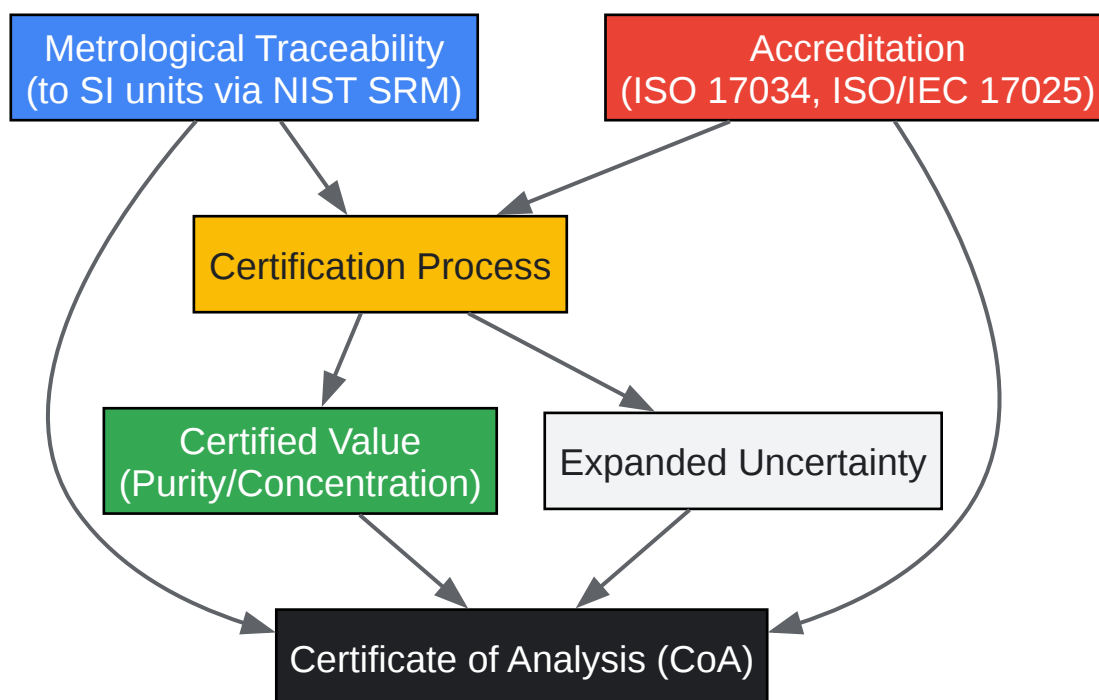 Metrological Traceability
(to SI units via NIST SRM)
Accreditation
(ISO 17034, ISO/IEC 17025)
Certification Process
Certified Value
(Purity/Concentration)
Expanded Uncertainty
Certificate of Analysis (CoA)